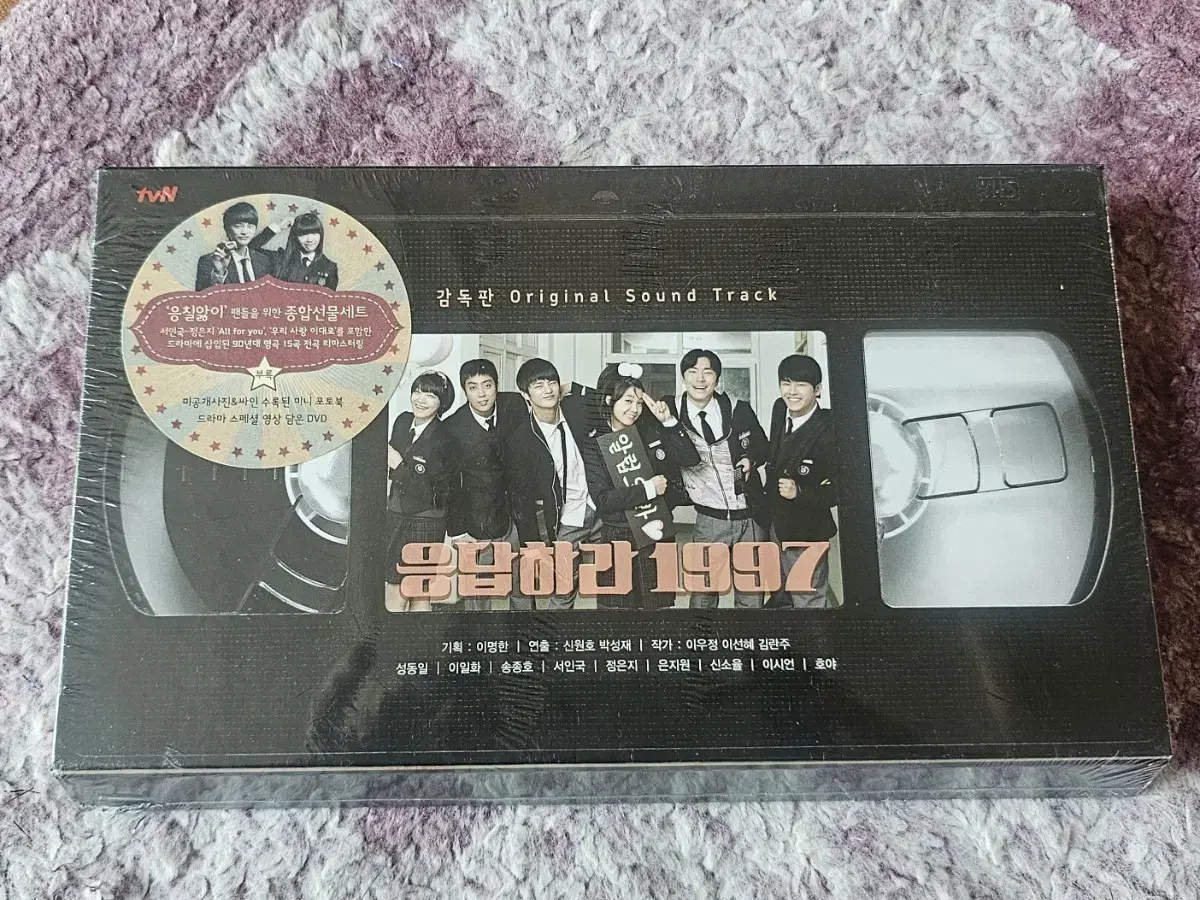 tvN
VHS
'응칠앓이' 팬들을 위한 종합선물세트
서인국·정은지 'All for you', '우리 사랑 이대로'를 포함한
드라마에 삽입된 90년대 명곡 15곡 전곡 리마스터링
부록
미공개사진&싸인 수록된 미니 포토북
드라마 스페셜 영상 담은 DVD
감독판 Original Sound Track
응답하라 1997
기획 : 이명한 | 연출 : 신원호 박성재 | 작가 : 이우정 이선혜 김란주
성동일 | 이일화 | 송종호 | 서인국 | 정은지 | 은지원 | 신소율 | 이시언 | 호야